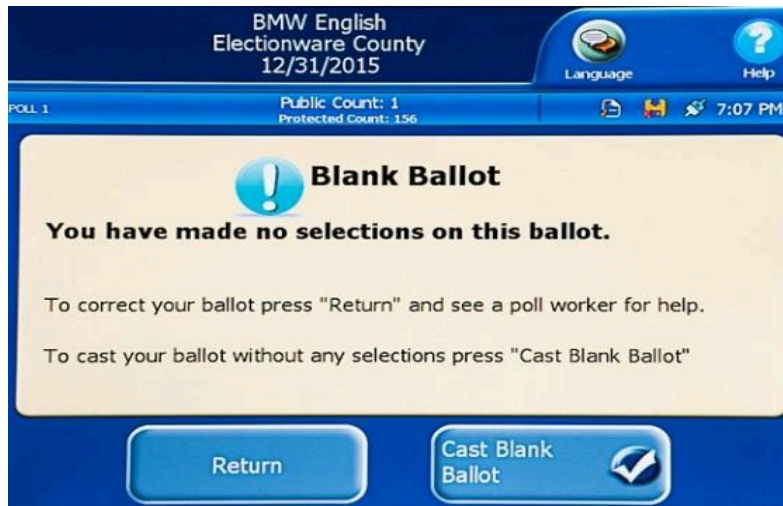 BMW English
Electionware County
12/31/2015
Language
Help
POLL 1
Public Count: 1
Protected Count: 156
7:07 PM
Blank Ballot
You have made no selections on this ballot.
To correct your ballot press "Return" and see a poll worker for help.
To cast your ballot without any selections press "Cast Blank Ballot"
Return
Cast Blank
Ballot